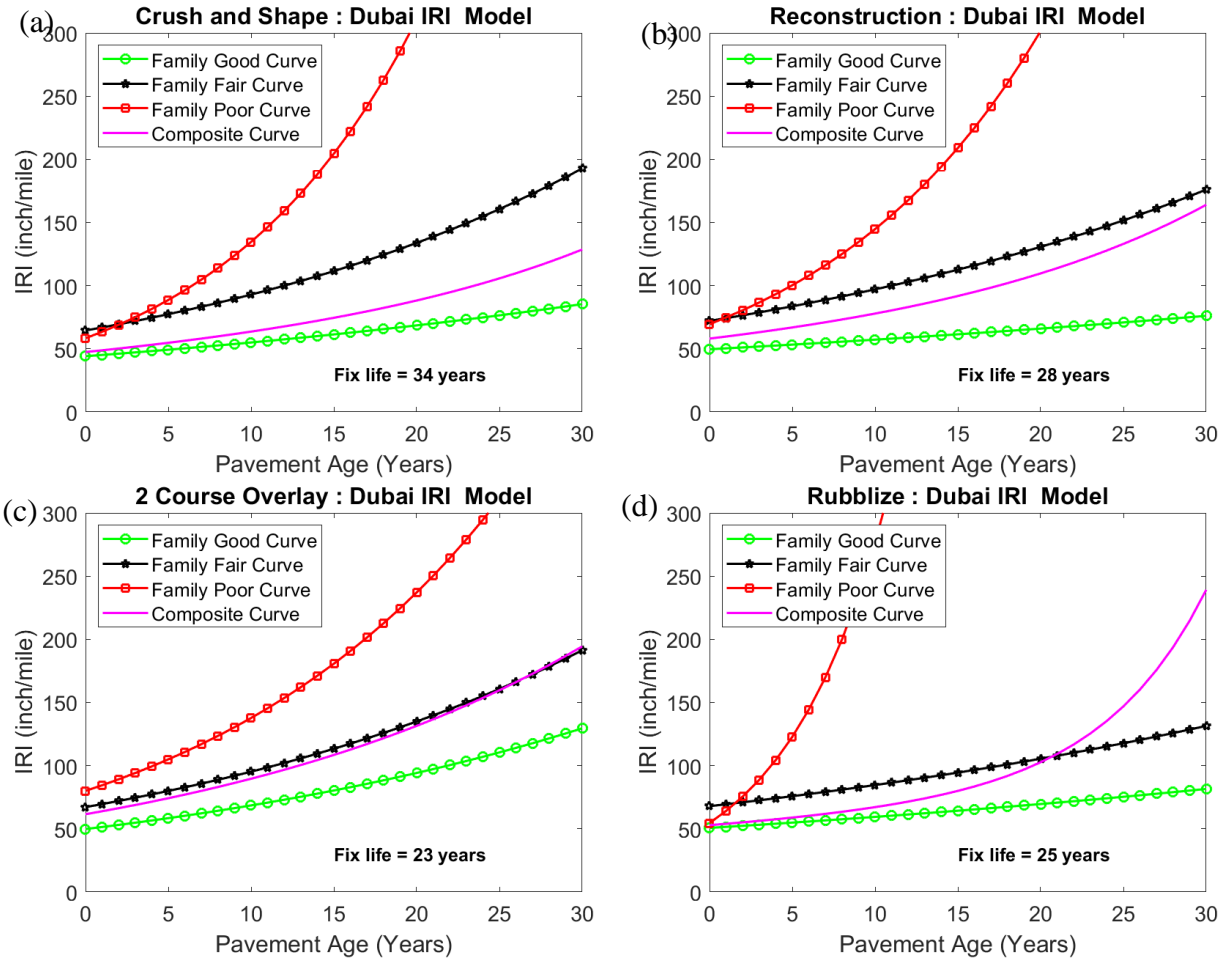 (a)
Crush and Shape : Dubai IRI Model
300
250
200
150
100
50
0
IRI (inch/mile)
Family Good Curve
Family Fair Curve
Family Poor Curve
Composite Curve
Fix life = 34 years
0 5 10 15 20 25 30
Pavement Age (Years)
(b)
Reconstruction : Dubai IRI Model
300
250
200
150
100
50
0
IRI (inch/mile)
Family Good Curve
Family Fair Curve
Family Poor Curve
Composite Curve
Fix life = 28 years
0 5 10 15 20 25 30
Pavement Age (Years)
(c)
2 Course Overlay : Dubai IRI Model
300
250
200
150
100
50
0
IRI (inch/mile)
Family Good Curve
Family Fair Curve
Family Poor Curve
Composite Curve
Fix life = 23 years
0 5 10 15 20 25 30
Pavement Age (Years)
(d)
Rubblize : Dubai IRI Model
300
250
200
150
100
50
0
IRI (inch/mile)
Family Good Curve
Family Fair Curve
Family Poor Curve
Composite Curve
Fix life = 25 years
0 5 10 15 20 25 30
Pavement Age (Years)